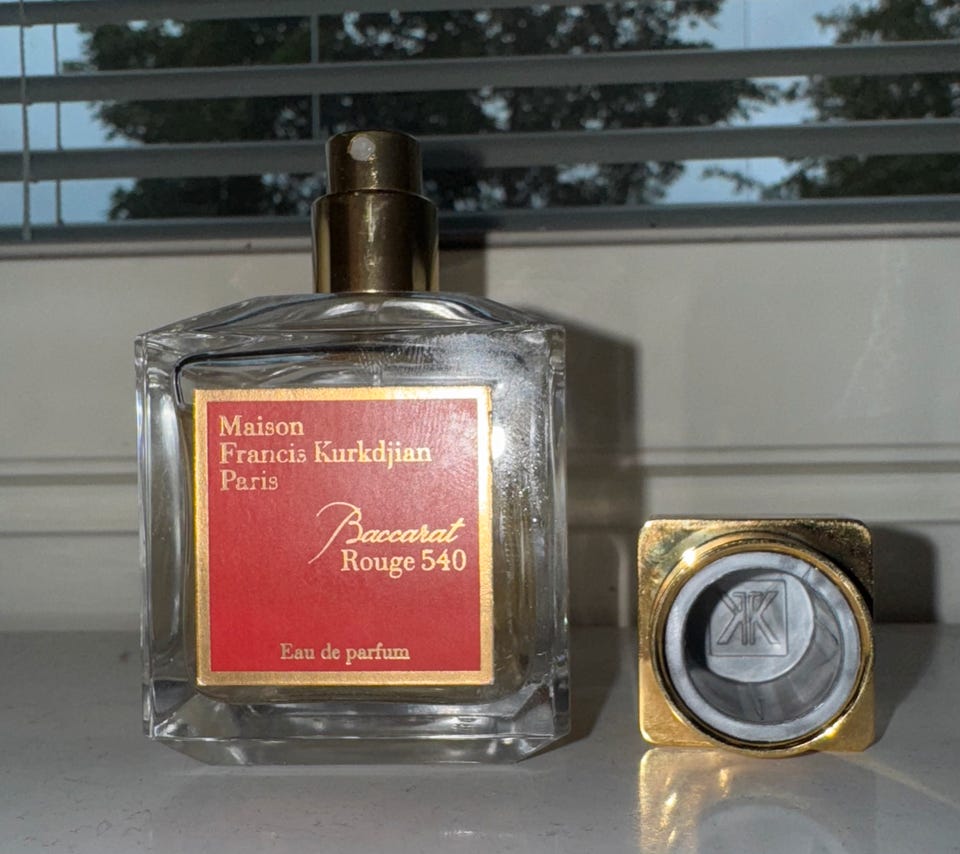 Maison
Francis Kurkdjian
Paris
Baccarat
Rouge 540
Eau de parfum